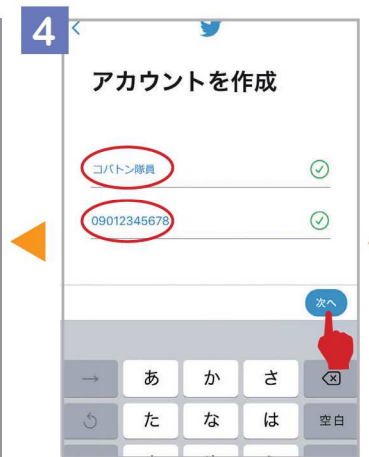 4
アカウントを作成
コバトン隊員
09012345678
次へ
→ あ か さ
た な は 空白